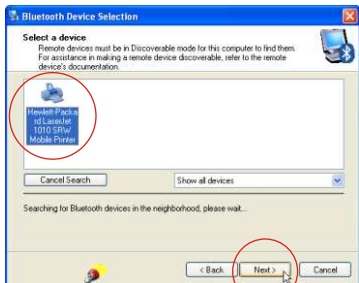 Bluetooth Device Selection
Select a device
Remote devices must be in Discoverable mode for this computer to find them.
For assistance in making a remote device discoverable, refer to the remote
device's documentation.
Hewlett-Packa
rd LaserJet
1010 SRW
Mobile Printer
Cancel Search
Show all devices
Searching for Bluetooth devices in the neighborhood, please wait...
< Back
Next >
Cancel